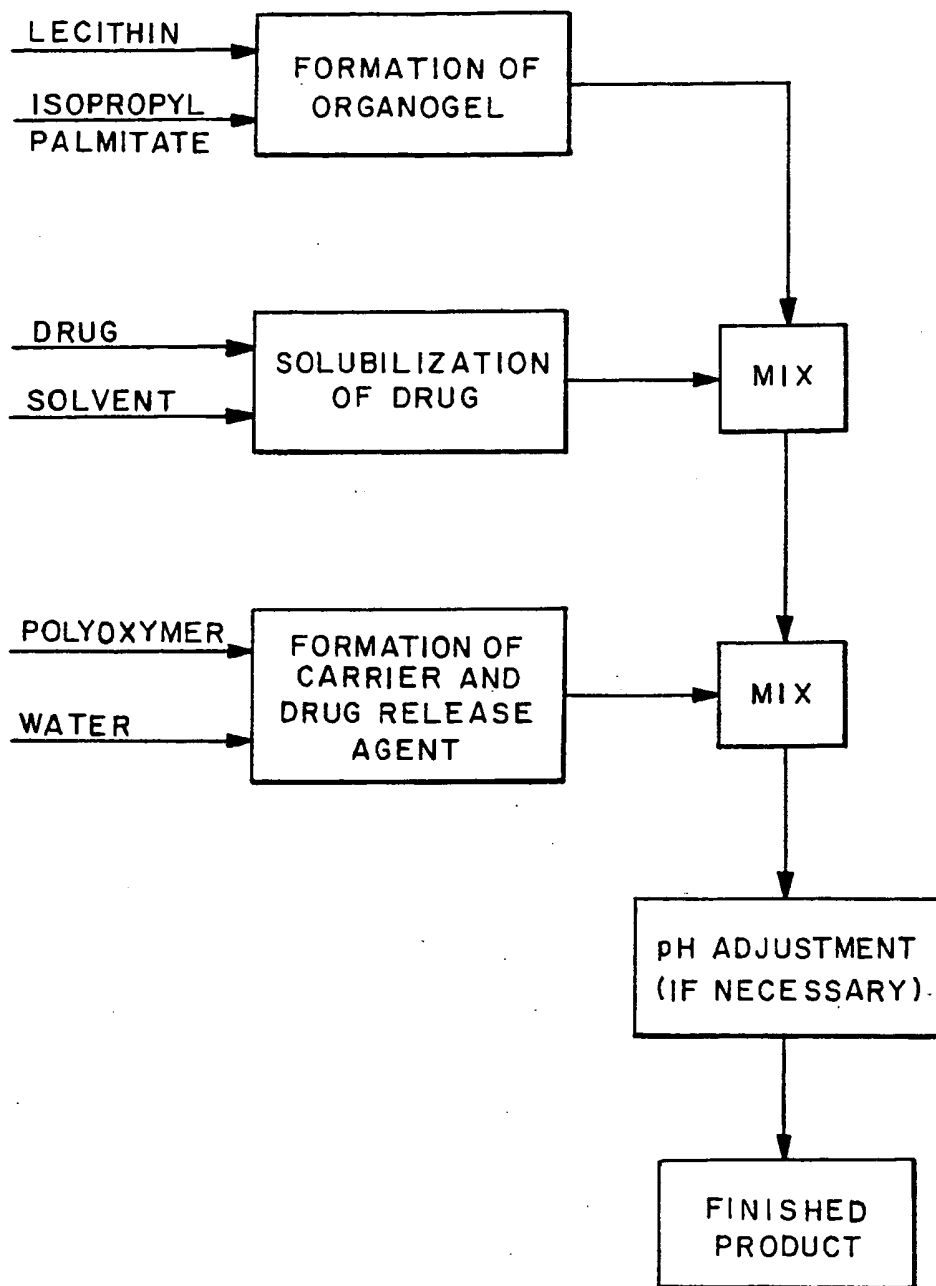 LECITHIN
ISOPROPYL
PALMITATE
FORMATION OF
ORGANOGEL
DRUG
SOLVENT
SOLUBILIZATION
OF DRUG
MIX
POLYOXYMER
WATER
FORMATION OF
CARRIER AND
DRUG RELEASE
AGENT
MIX
pH ADJUSTMENT
(IF NECESSARY)
FINISHED
PRODUCT